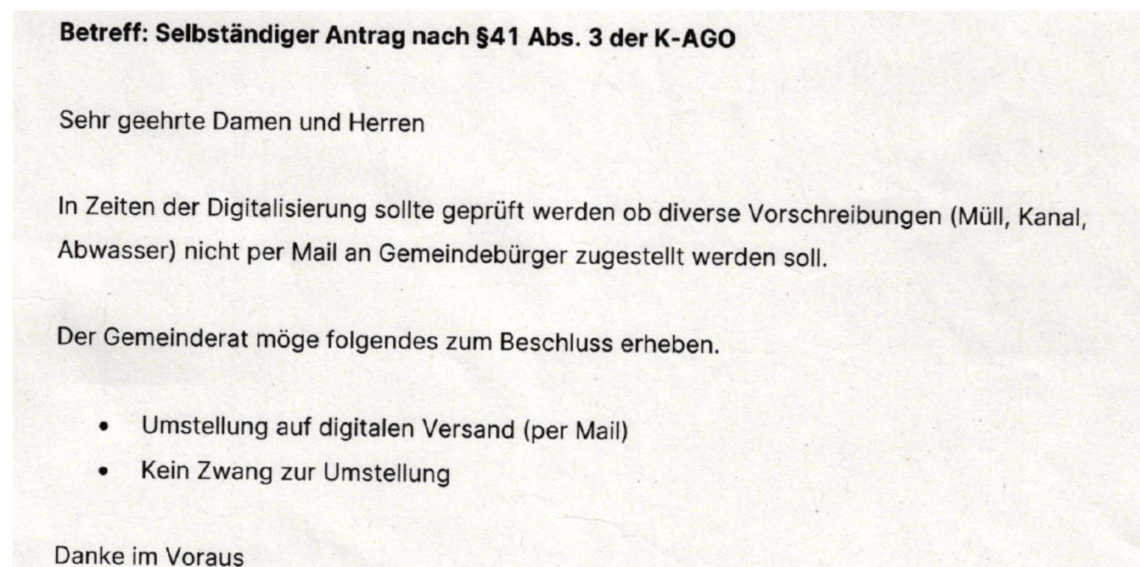 Betreff: Selbständiger Antrag nach §41 Abs. 3 der K-AGO
Sehr geehrte Damen und Herren
In Zeiten der Digitalisierung sollte geprüft werden ob diverse Vorschreibungen (Müll, Kanal,
Abwasser) nicht per Mail an Gemeindebürger zugestellt werden soll.
Der Gemeinderat möge folgendes zum Beschluss erheben.
• Umstellung auf digitalen Versand (per Mail)
• Kein Zwang zur Umstellung
Danke im Voraus